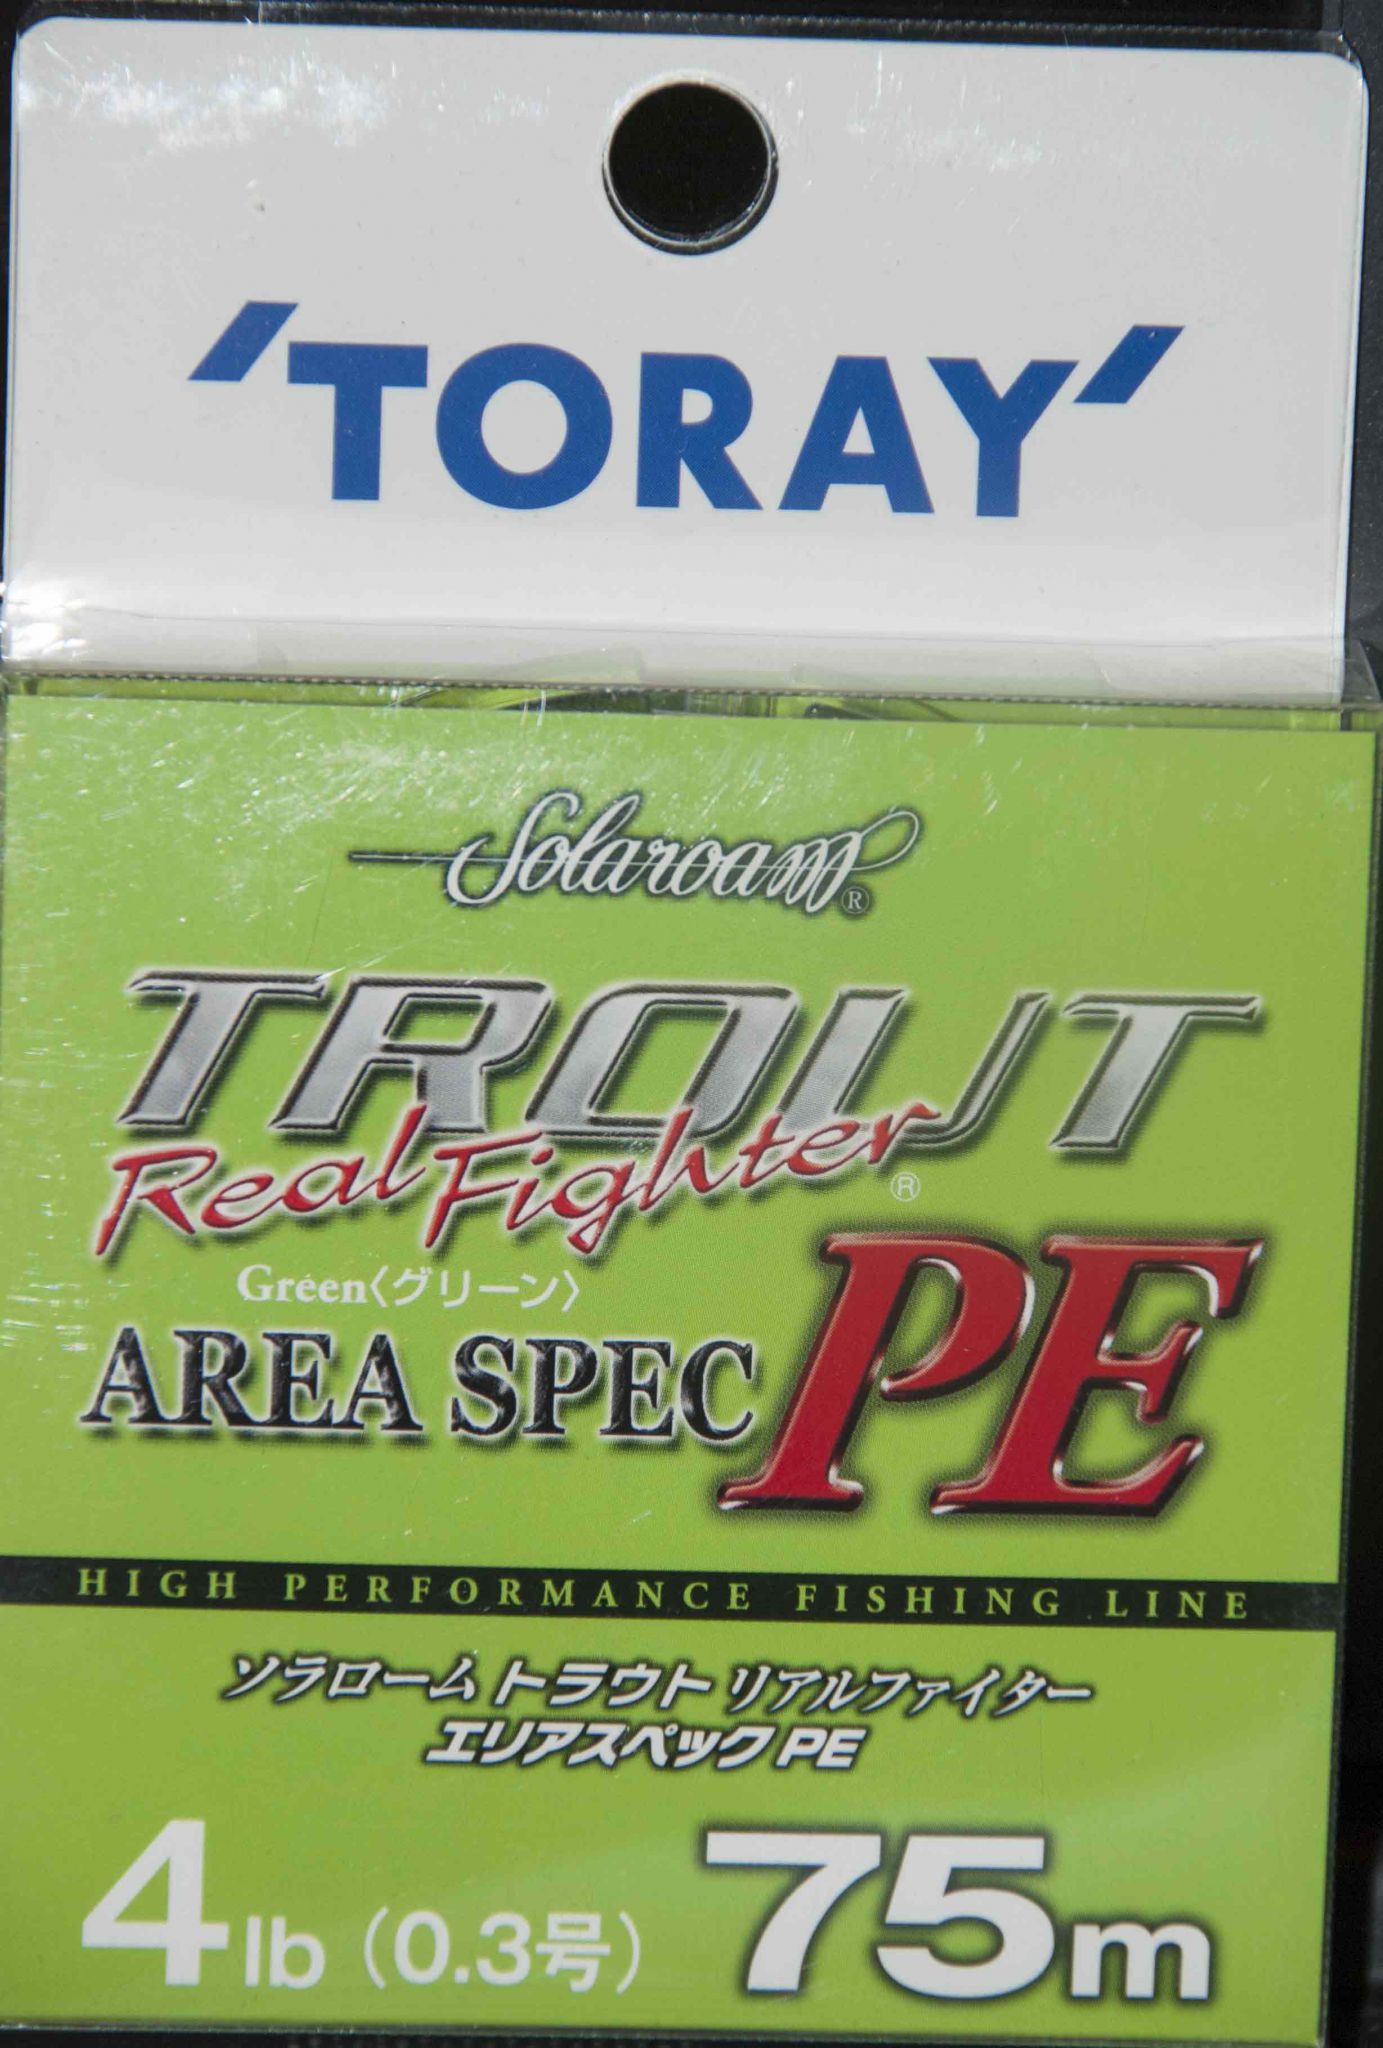 'TORAY'
Solaroam®
TROUT
Real Fighter®
Green〈グリーン〉
AREA SPEC PE
HIGH PERFORMANCE FISHING LINE
ソラローム トラウト リアルファイター
エリアスペック PE
4lb (0.3号) 75m